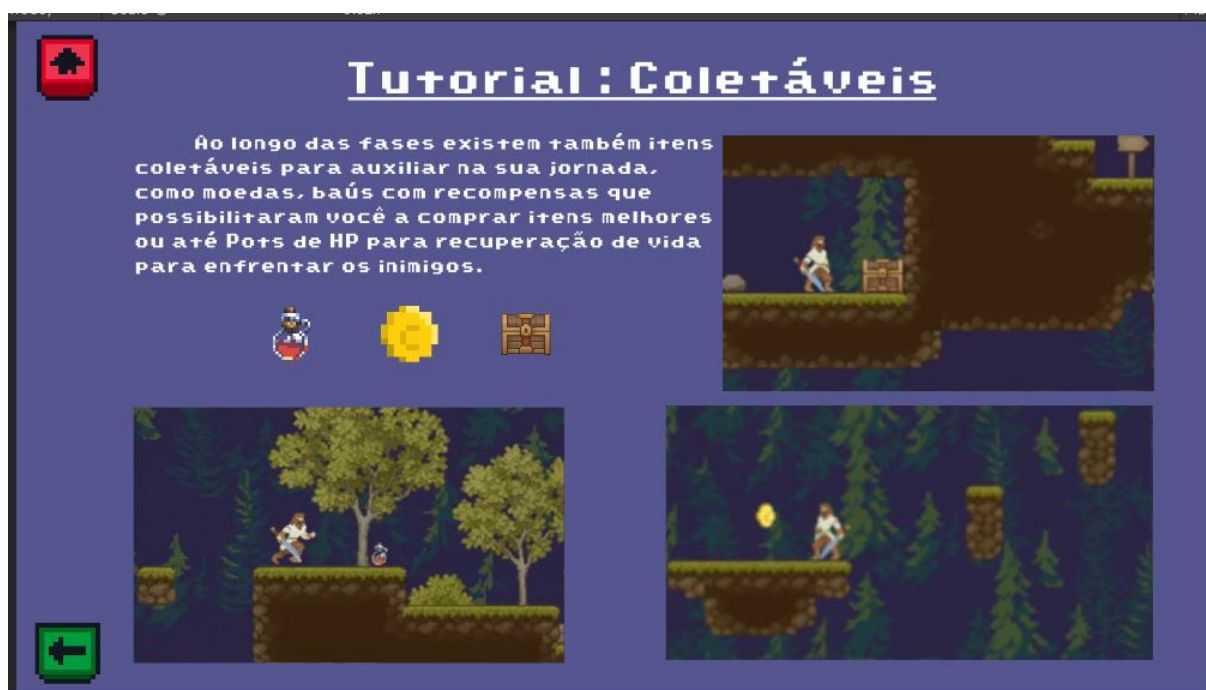 Tutorial: Coletáveis
Ao longo das fases existem também itens
coletáveis para auxiliar na sua jornada,
como moedas, baús com recompensas que
possibilitaram você a comprar itens melhores
ou até Pots de HP para recuperação de vida
para enfrentar os inimigos.